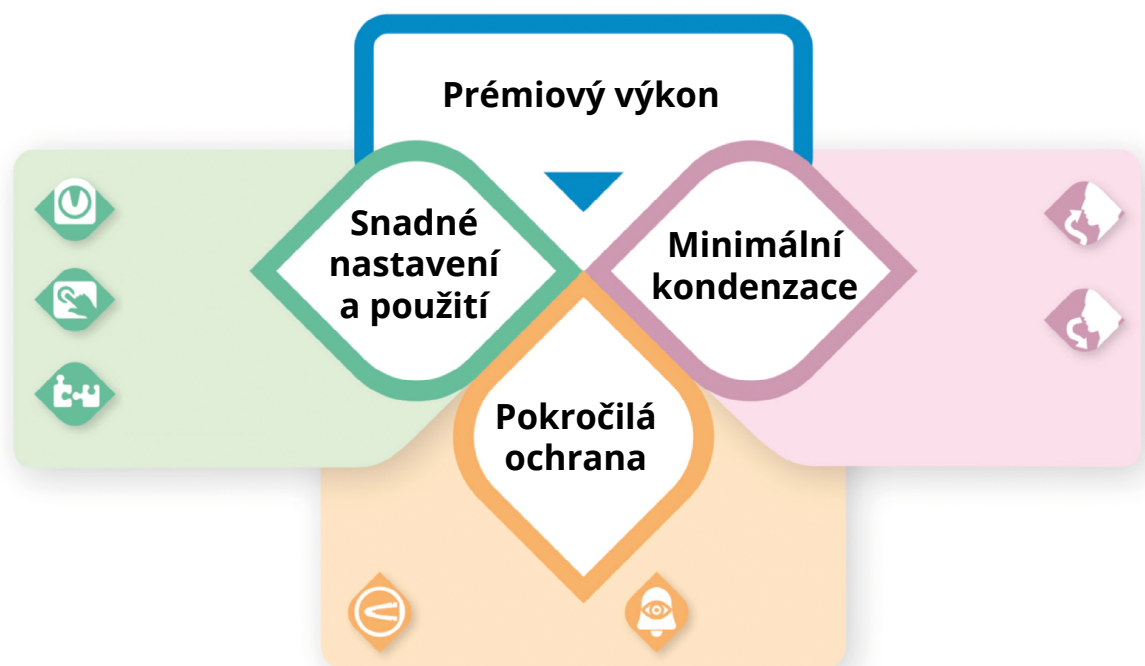 Prémiový výkon
Snadné
nastavení
a použití
Minimální
kondenzace
Pokročilá
ochrana